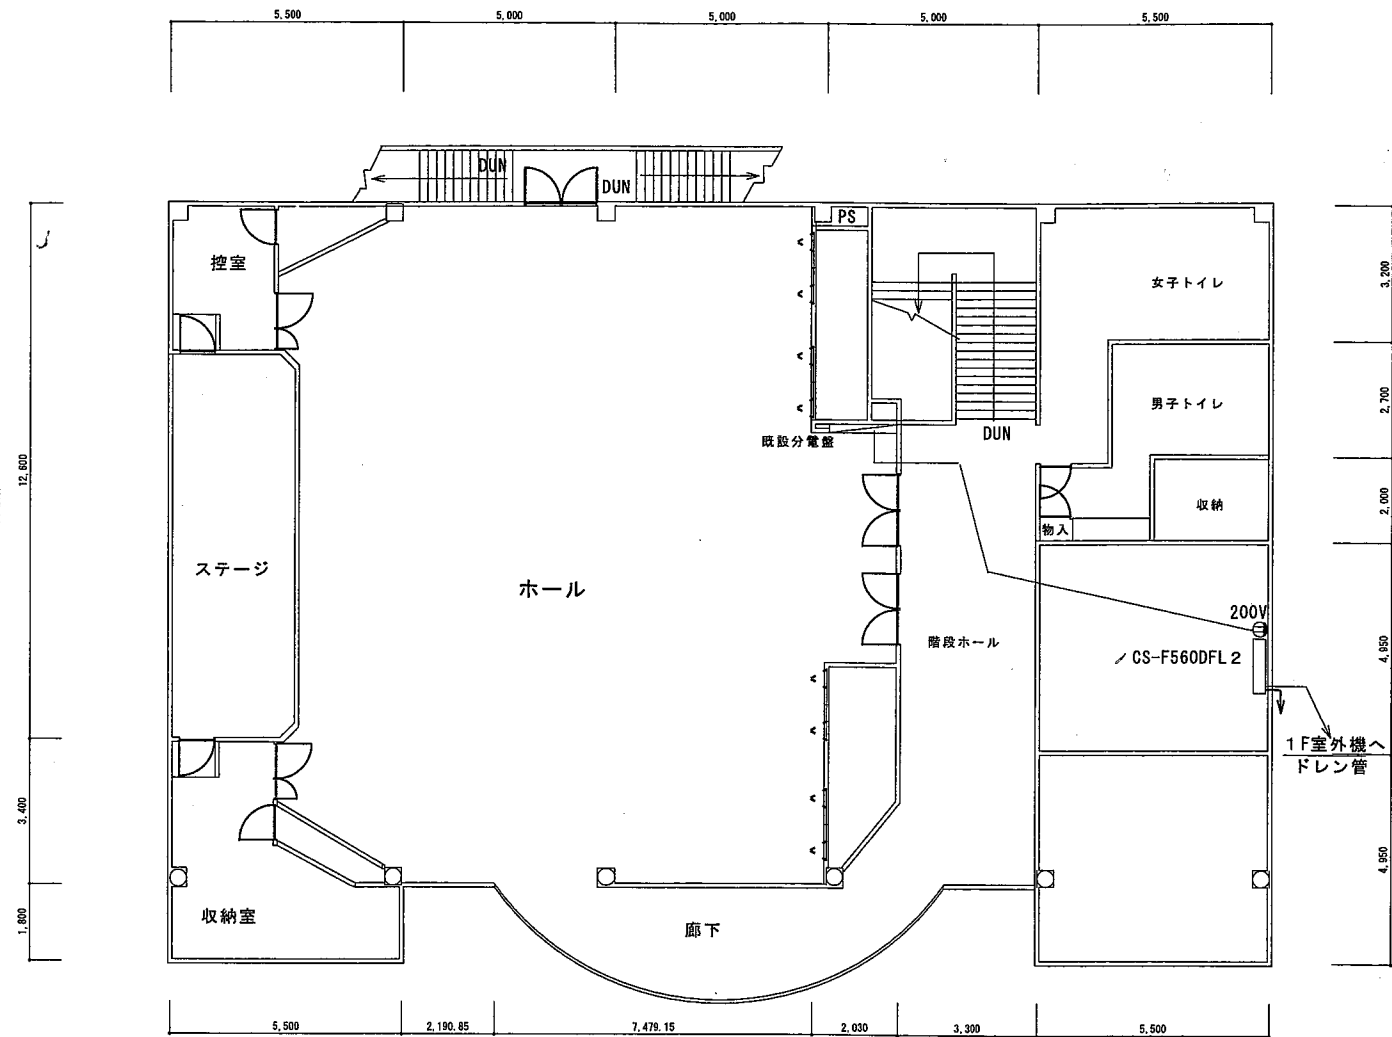 5,500
5,000
5,000
5,000
5,500
DUN
DUN
PS
控室
女子トイレ
3,200
男子トイレ
2,700
DUN
既設分電盤
12,600
収納
2,000
物入
ステージ
ホール
200V
階段ホール
CS-F560DFL2
4,950
1F室外機へ
ドレン管
3,400
4,950
収納室
1,800
廊下
5,500
2,190.85
7,479.15
2,030
3,300
5,500